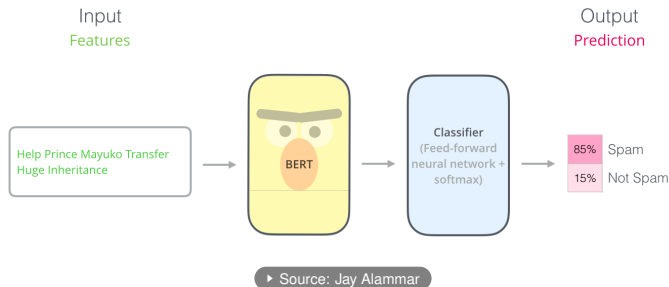 Input
Features
Output
Prediction
Help Prince Mayuko Transfer
Huge Inheritance
BERT
Classifier
(Feed-forward
neural network +
softmax)
85% Spam
15% Not Spam
Source: Jay Alammar